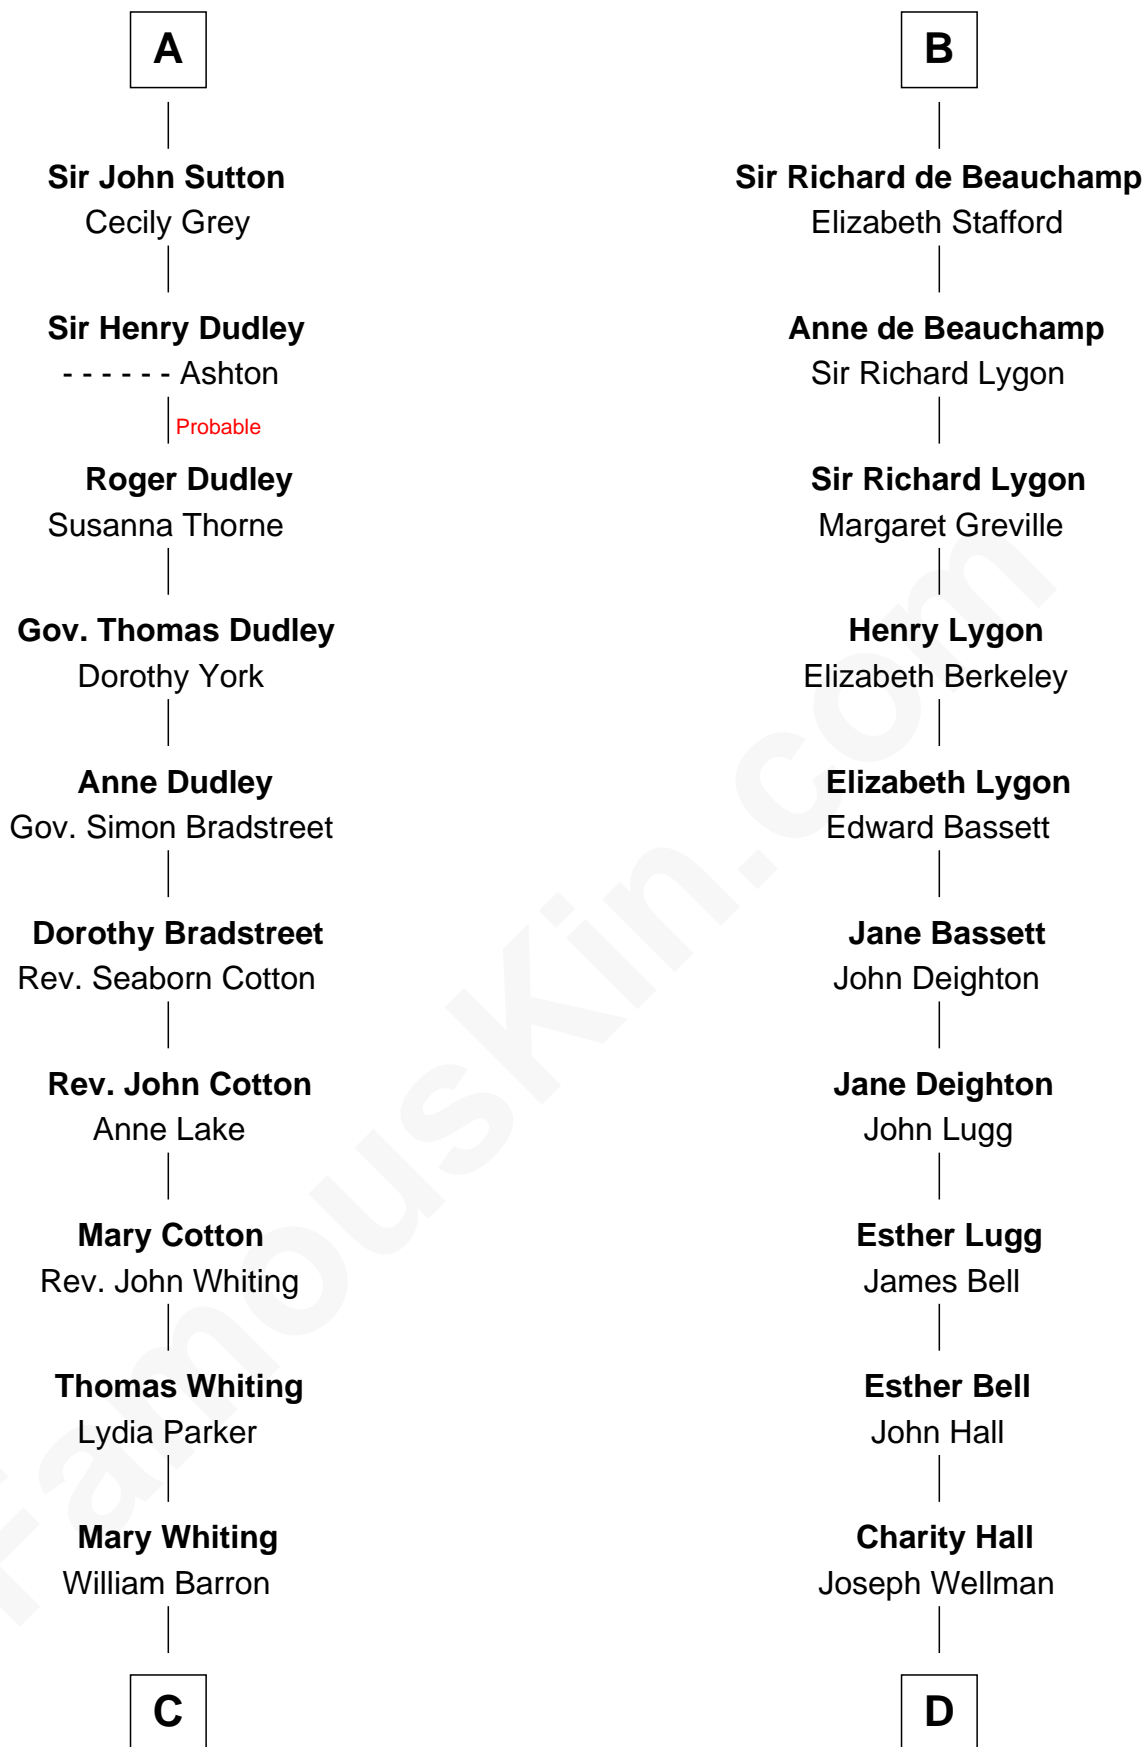 A
Sir John Sutton
Cecily Grey
Sir Henry Dudley
- - - - - - Ashton
Probable
Roger Dudley
Susanna Thorne
Gov. Thomas Dudley
Dorothy York
Anne Dudley
Gov. Simon Bradstreet
Dorothy Bradstreet
Rev. Seaborn Cotton
Rev. John Cotton
Anne Lake
Mary Cotton
Rev. John Whiting
Thomas Whiting
Lydia Parker
Mary Whiting
William Barron
C
B
Sir Richard de Beauchamp
Elizabeth Stafford
Anne de Beauchamp
Sir Richard Lygon
Sir Richard Lygon
Margaret Greville
Henry Lygon
Elizabeth Berkeley
Elizabeth Lygon
Edward Bassett
Jane Bassett
John Deighton
Jane Deighton
John Lugg
Esther Lugg
James Bell
Esther Bell
John Hall
Charity Hall
Joseph Wellman
D
FamousKin.com